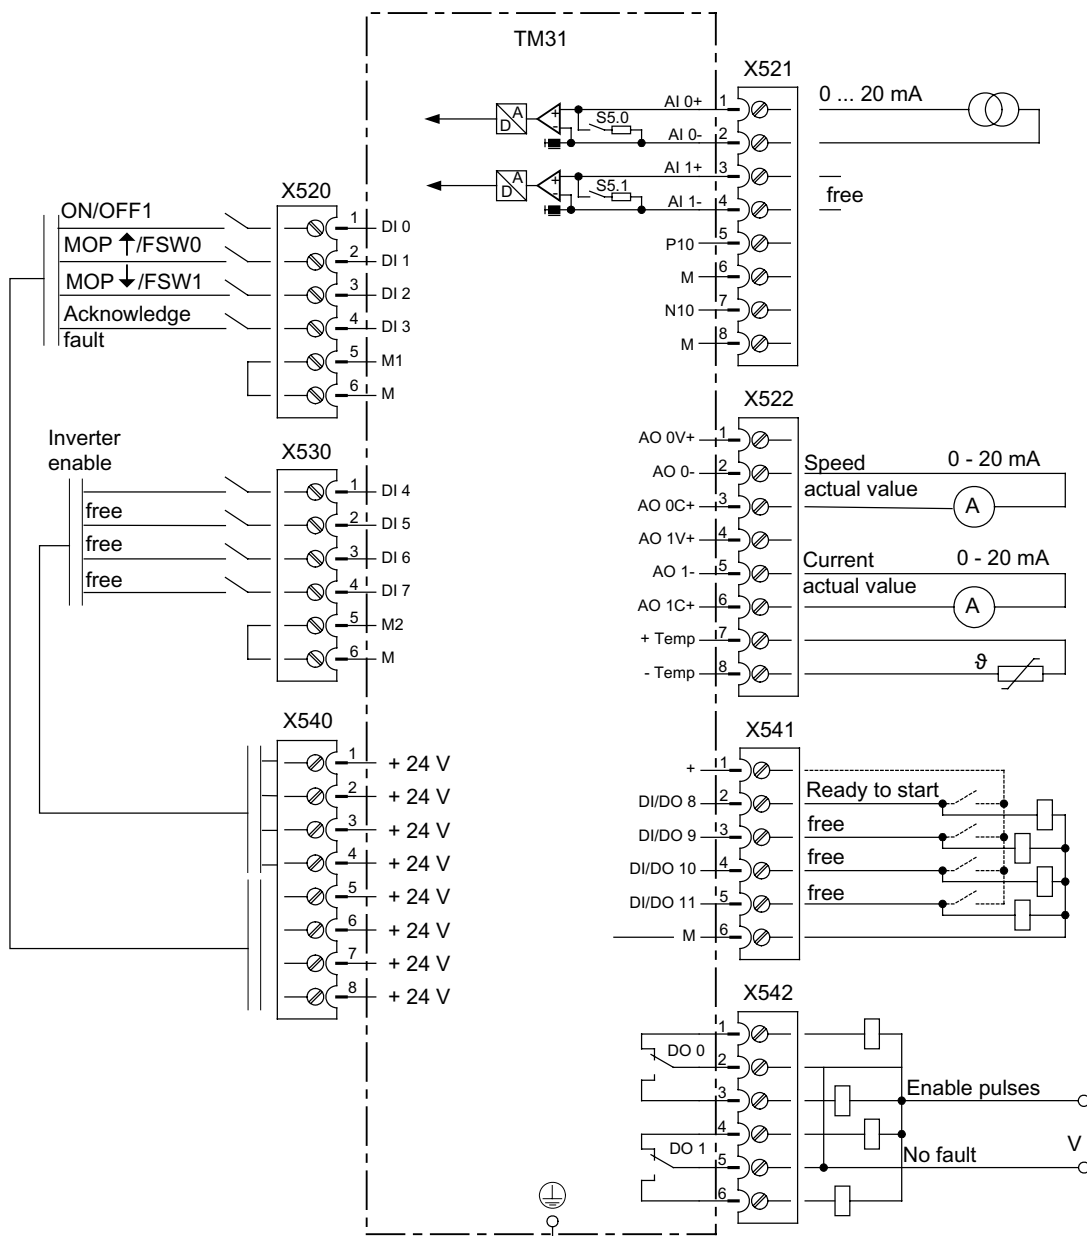 TM31
X520
ON/OFF1
1 DI 0
MOP ↑/FSW0
2 DI 1
MOP ↓/FSW1
3 DI 2
Acknowledge
fault
4 DI 3
5 M1
6 M
X530
Inverter
enable
1 DI 4
free
2 DI 5
free
3 DI 6
free
4 DI 7
5 M2
6 M
X540
1 + 24 V
2 + 24 V
3 + 24 V
4 + 24 V
5 + 24 V
6 + 24 V
7 + 24 V
8 + 24 V
X521
A
D
+
-
S5.0
AI 0+ 1
0 ... 20 mA
AI 0- 2
A
D
+
-
S5.1
AI 1+ 3
free
AI 1- 4
P10 5
M 6
N10 7
M 8
X522
AO 0V+ 1
AO 0- 2
Speed 0 - 20 mA
actual value
AO 0C+ 3
A
AO 1V+ 4
Current 0 - 20 mA
AO 1- 5
actual value
AO 1C+ 6
A
+ Temp 7
- Temp 8
ϑ
X541
+ 1
DI/DO 8 2
Ready to start
DI/DO 9 3
free
DI/DO 10 4
free
DI/DO 11 5
free
M 6
X542
1
DO 0
2
3
Enable pulses
4
DO 1
5
No fault
V
6